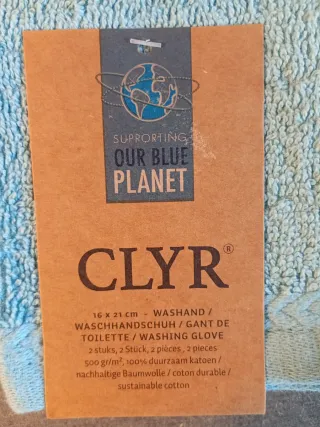 SUPPORTING
OUR BLUE
PLANET
CLYR®
16 x 21 cm - WASHAND /
WASCHHANDSCHUH / GANT DE
TOILETTE / WASHING GLOVE
2 stuks, 2 Stück, 2 pièces, 2 pieces
500 gr/m², 100% duurzaam katoen /
nachhaltige Baumwolle / coton durable /
sustainable cotton